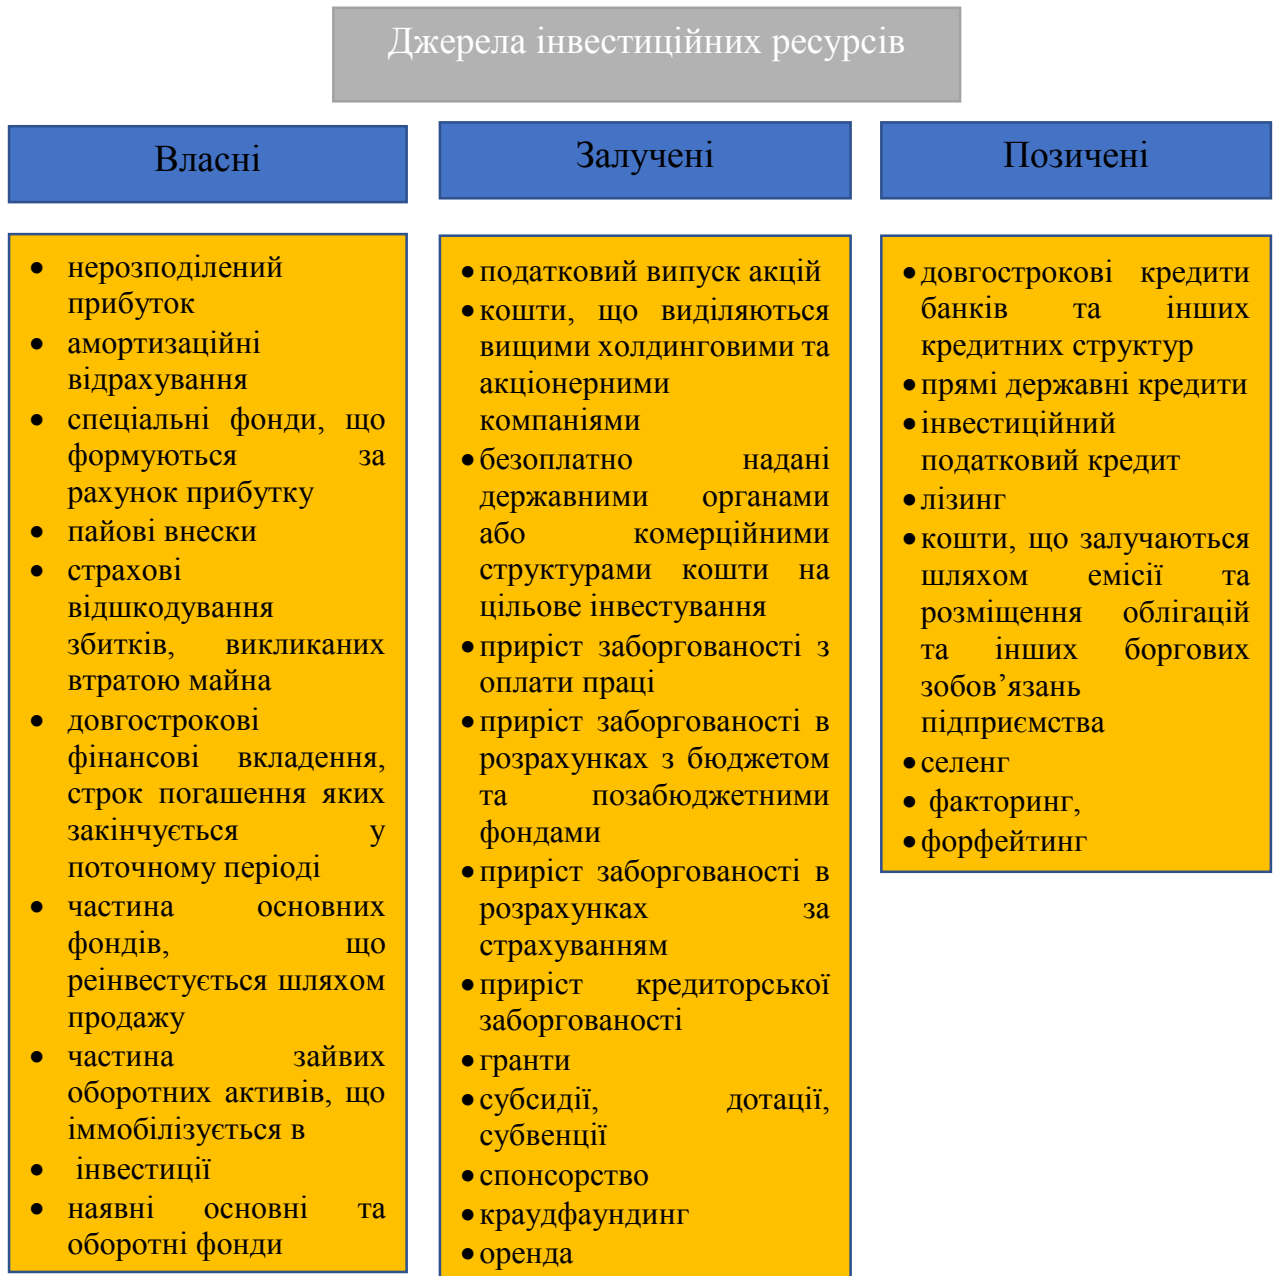 Джерела інвестиційних ресурсів
Власні
• нерозподілений
прибуток
• амортизаційні
відрахування
• спеціальні фонди, що
формуються за
рахунок прибутку
• пайові внески
• страхові
відшкодування
збитків, викликаних
втратою майна
• довгострокові
фінансові вкладення,
строк погашення яких
закінчується у
поточному періоді
• частина основних
фондів, що
реінвестується шляхом
продажу
• частина зайвих
оборотних активів, що
іммобілізується в
• інвестиції
• наявні основні та
оборотні фонди
Залучені
• податковий випуск акцій
• кошти, що виділяються
вищими холдинговими та
акціонерними
компаніями
• безоплатно надані
державними органами
або комерційними
структурами кошти на
цільове інвестування
• приріст заборгованості з
оплати праці
• приріст заборгованості в
розрахунках з бюджетом
та позабюджетними
фондами
• приріст заборгованості в
розрахунках за
страхуванням
• приріст кредиторської
заборгованості
• гранти
• субсидії, дотації,
субвенції
• спонсорство
• краудфаундинг
• оренда
Позичені
• довгострокові кредити
банків та інших
кредитних структур
• прямі державні кредити
• інвестиційний
податковий кредит
• лізинг
• кошти, що залучаються
шляхом емісії та
розміщення облігацій
та інших боргових
зобов’язань
підприємства
• селенг
• факторинг,
• форфейтинг